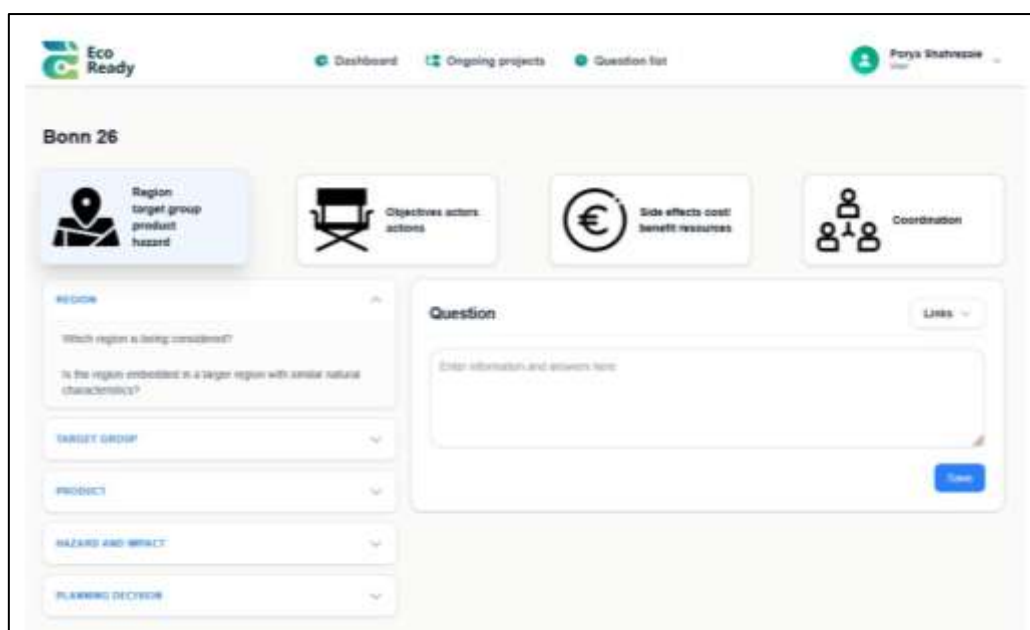 Eco
Ready
Dashboard
Ongoing projects
Question list
Porya Shahrezaie
User
Bonn 26
Region
target group
product
hazard
Objectives actors
actions
Side effects cost/
benefit resources
Coordination
REGION
Which region is being considered?
Is the region embedded in a larger region with similar natural
characteristics?
TARGET GROUP
PRODUCT
HAZARD AND IMPACT
PLANNING DECISION
Question
Links
Enter information and answers here
Save